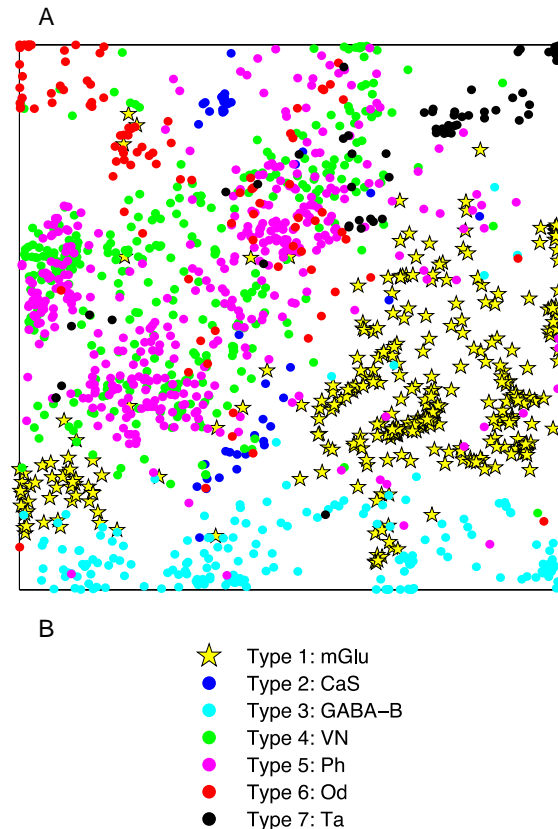 A
B
Type 1: mGlu
Type 2: CaS
Type 3: GABA−B
Type 4: VN
Type 5: Ph
Type 6: Od
Type 7: Ta